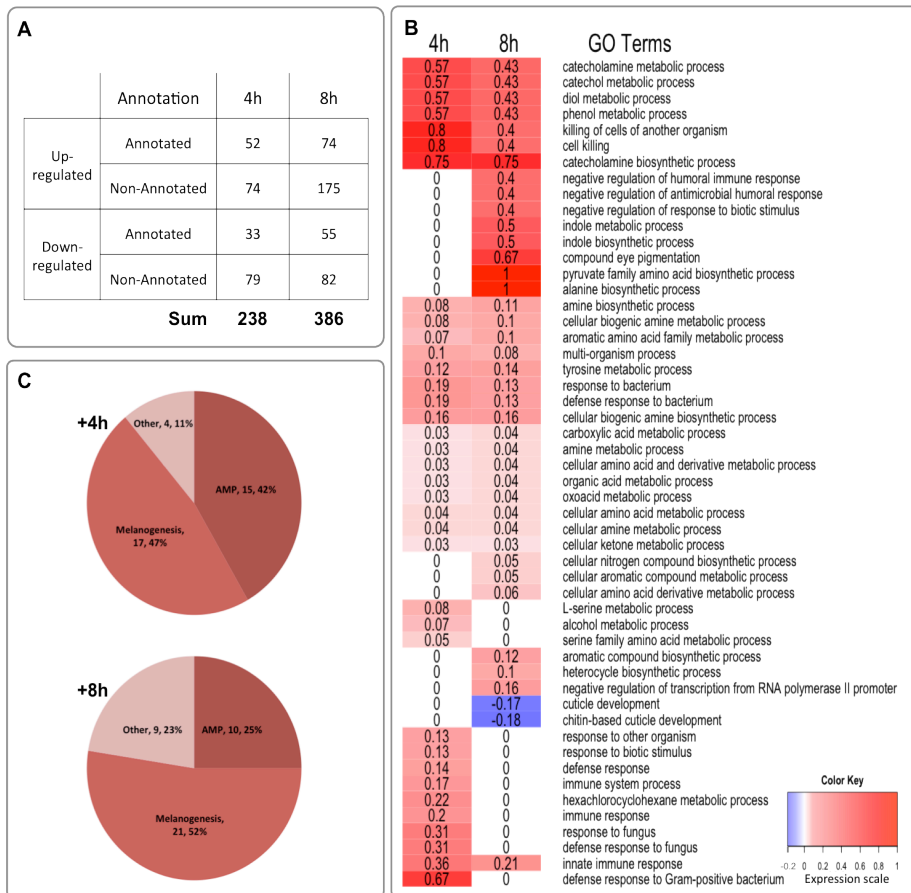 A
Annotation 4h 8h
Up-regulated
Annotated 52 74
Non-Annotated 74 175
Down-regulated
Annotated 33 55
Non-Annotated 79 82
Sum 238 386
B
4h 8h GO Terms
0.57 0.43 catecholamine metabolic process
0.57 0.43 catechol metabolic process
0.57 0.43 diol metabolic process
0.57 0.43 phenol metabolic process
0.8 0.4 killing of cells of another organism
0.8 0.4 cell killing
0.75 0.75 catecholamine biosynthetic process
0 0.4 negative regulation of humoral immune response
0 0.4 negative regulation of antimicrobial humoral response
0 0.4 negative regulation of response to biotic stimulus
0 0.5 indole metabolic process
0 0.5 indole biosynthetic process
0 0.67 compound eye pigmentation
0 1 pyruvate family amino acid biosynthetic process
0 1 alanine biosynthetic process
0.08 0.11 amine biosynthetic process
0.08 0.1 cellular biogenic amine metabolic process
0.07 0.1 aromatic amino acid family metabolic process
0.1 0.08 multi-organism process
0.12 0.14 tyrosine metabolic process
0.19 0.13 response to bacterium
0.19 0.13 defense response to bacterium
0.16 0.16 cellular biogenic amine biosynthetic process
0.03 0.04 carboxylic acid metabolic process
0.03 0.04 amine metabolic process
0.03 0.04 cellular amino acid and derivative metabolic process
0.03 0.04 organic acid metabolic process
0.03 0.04 oxoacid metabolic process
0.04 0.04 cellular amino acid metabolic process
0.04 0.04 cellular amine metabolic process
0.03 0.03 cellular ketone metabolic process
0 0.05 cellular nitrogen compound biosynthetic process
0 0.05 cellular aromatic compound metabolic process
0 0.06 cellular amino acid derivative metabolic process
0.08 0 L-serine metabolic process
0.07 0 alcohol metabolic process
0.05 0 serine family amino acid metabolic process
0 0.12 aromatic compound biosynthetic process
0 0.1 heterocycle biosynthetic process
0 0.16 negative regulation of transcription from RNA polymerase II promoter
0 -0.17 cuticle development
0 -0.18 chitin-based cuticle development
0.13 0 response to other organism
0.13 0 response to biotic stimulus
0.14 0 defense response
0.17 0 immune system process
0.22 0 hexachlorocyclohexane metabolic process
0.2 0 immune response
0.31 0 response to fungus
0.31 0 defense response to fungus
0.36 0.21 innate immune response
0.67 0 defense response to Gram-positive bacterium
Color Key
-0.2 0 0.2 0.4 0.6 0.8 1
Expression scale
C
+4h
Other, 4, 11%
AMP, 15, 42%
Melanogenesis,
17, 47%
+8h
Other, 9, 23%
AMP, 10, 25%
Melanogenesis,
21, 52%